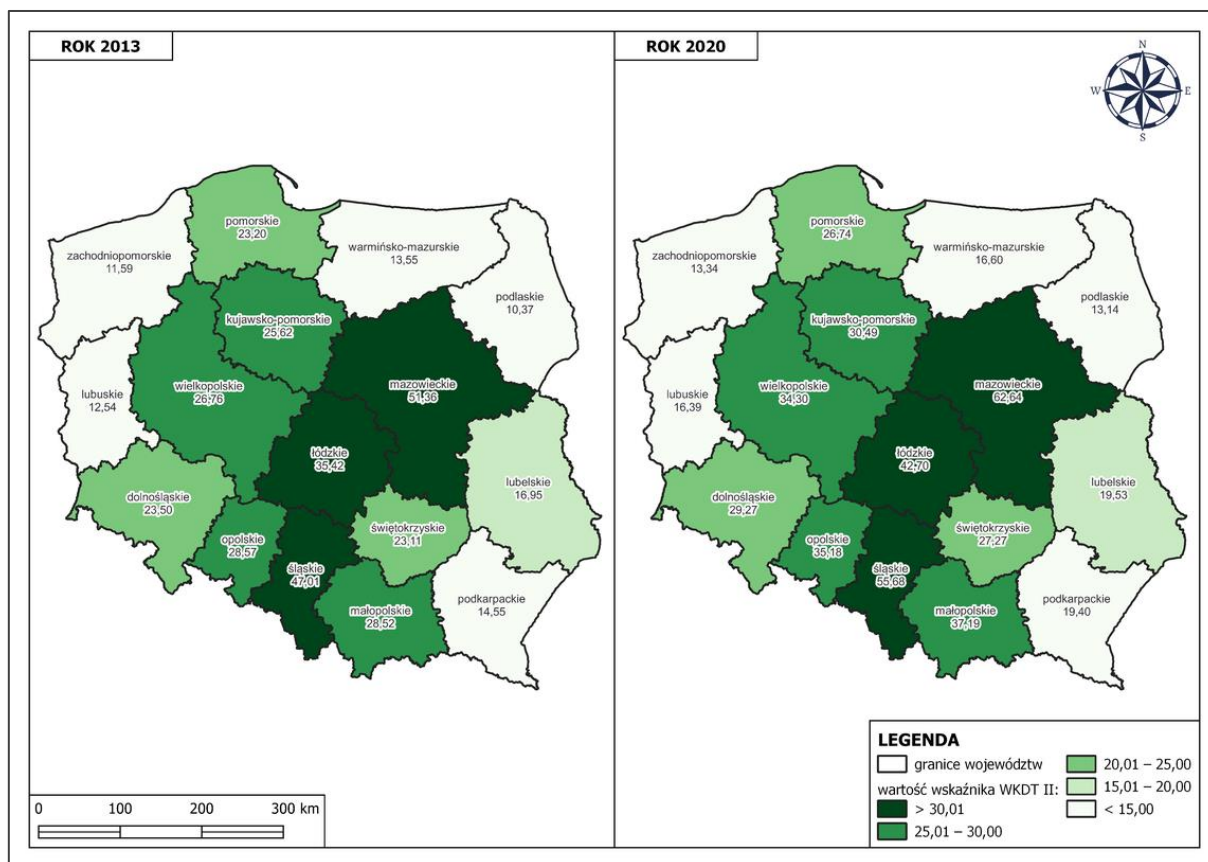 ROK 2013
pomorskie
23,20
zachodniopomorskie
11,59
warmińsko-mazurskie
13,55
podlaskie
10,37
kujawsko-pomorskie
25,62
wielkopolskie
26,76
mazowieckie
51,36
lubuskie
12,54
łódzkie
35,42
lubelskie
16,95
dolnośląskie
23,50
świętokrzyskie
23,11
opolskie
28,57
śląskie
47,01
małopolskie
28,52
podkarpackie
14,55
0 100 200 300 km
ROK 2020
N
W E
S
pomorskie
26,74
zachodniopomorskie
13,34
warmińsko-mazurskie
16,60
podlaskie
13,14
kujawsko-pomorskie
30,49
wielkopolskie
34,30
mazowieckie
62,64
lubuskie
16,39
łódzkie
42,70
lubelskie
19,53
dolnośląskie
29,27
świętokrzyskie
27,27
opolskie
35,18
śląskie
55,68
małopolskie
37,19
podkarpackie
19,40
LEGENDA
granice województw
wartość wskaźnika WKDT II:
> 30,01
25,01 – 30,00
20,01 – 25,00
15,01 – 20,00
< 15,00